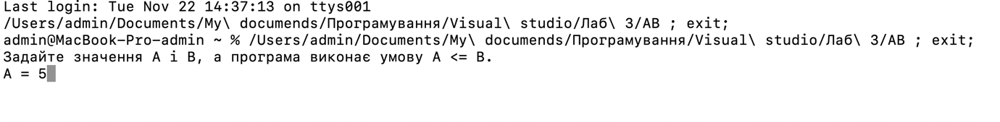 Last login: Tue Nov 22 14:37:13 on ttys001
/Users/admin/Documents/My\ documends/Програмування/Visual\ studio/Лаб\ 3/AB ; exit;
admin@MacBook-Pro-admin ~ % /Users/admin/Documents/My\ documends/Програмування/Visual\ studio/Лаб\ 3/AB ; exit;
Задайте значення A і B, а програма виконає умову A <= B.
A = 5